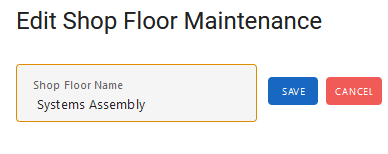 Edit Shop Floor Maintenance
Shop Floor Name
Systems Assembly
SAVE
CANCEL